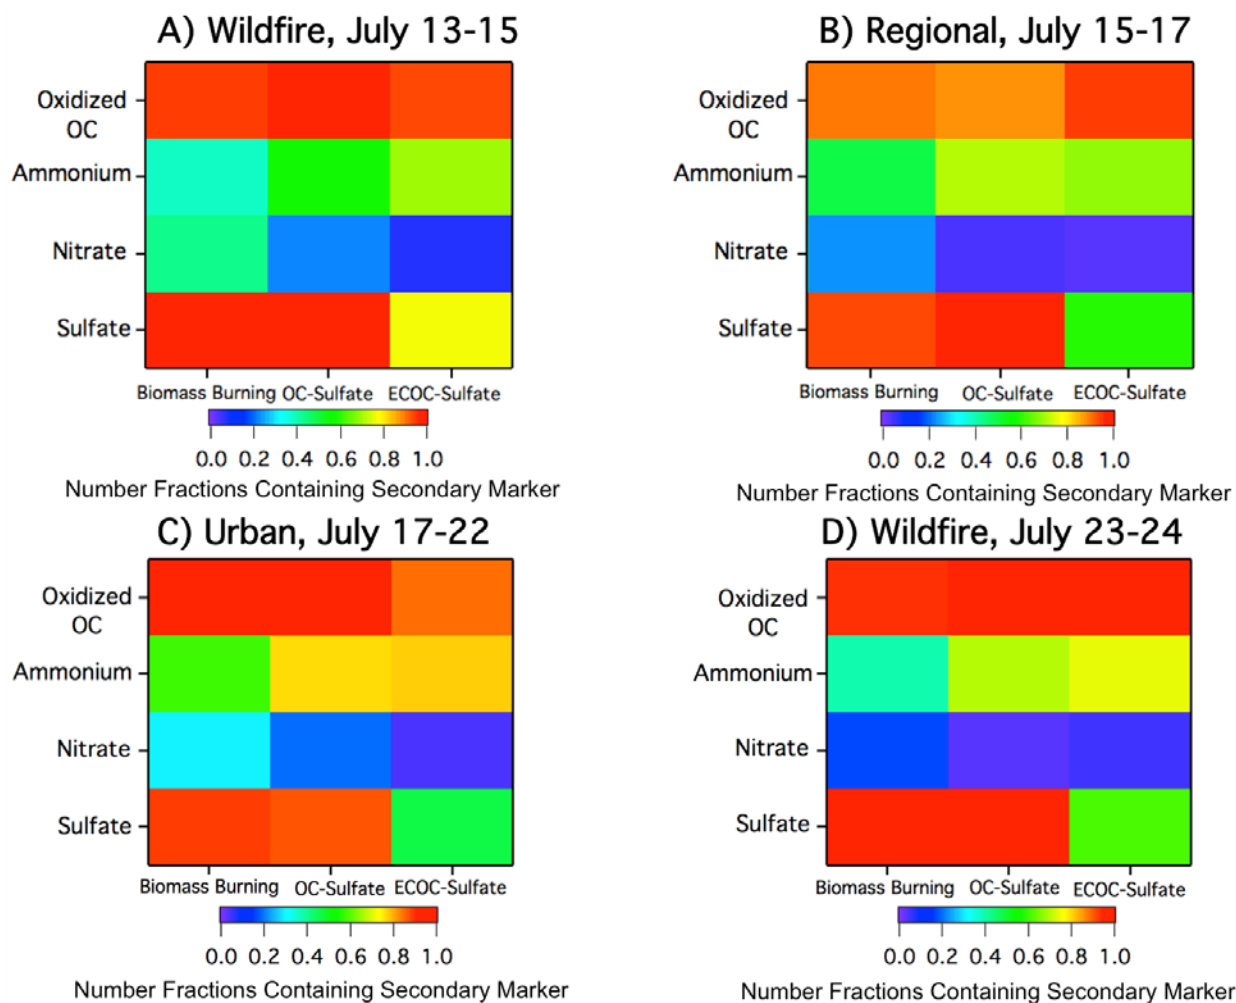 A) Wildfire, July 13-15
Oxidized
OC
Ammonium
Nitrate
Sulfate
Biomass Burning OC-Sulfate ECOC-Sulfate
0.0 0.2 0.4 0.6 0.8 1.0
Number Fractions Containing Secondary Marker
B) Regional, July 15-17
Oxidized
OC
Ammonium
Nitrate
Sulfate
Biomass Burning OC-Sulfate ECOC-Sulfate
0.0 0.2 0.4 0.6 0.8 1.0
Number Fractions Containing Secondary Marker
C) Urban, July 17-22
Oxidized
OC
Ammonium
Nitrate
Sulfate
Biomass Burning OC-Sulfate ECOC-Sulfate
0.0 0.2 0.4 0.6 0.8 1.0
Number Fractions Containing Secondary Marker
D) Wildfire, July 23-24
Oxidized
OC
Ammonium
Nitrate
Sulfate
Biomass Burning OC-Sulfate ECOC-Sulfate
0.0 0.2 0.4 0.6 0.8 1.0
Number Fractions Containing Secondary Marker